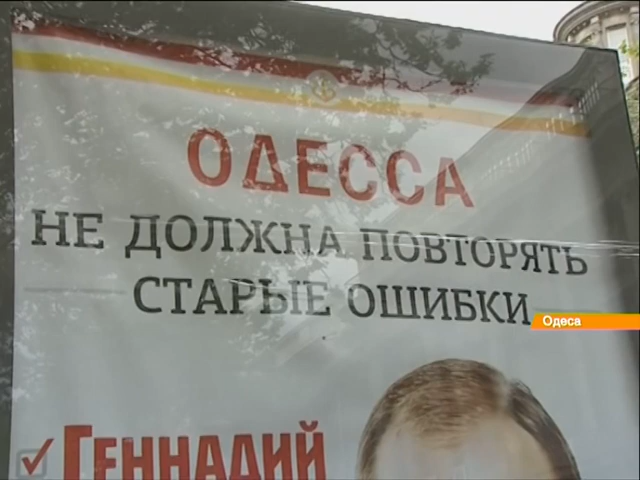 ОДЕССА
НЕ ДОЛЖНА ПОВТОРЯТЬ
СТАРЫЕ ОШИБКИ
Одеса
ГЕННАДИЙ